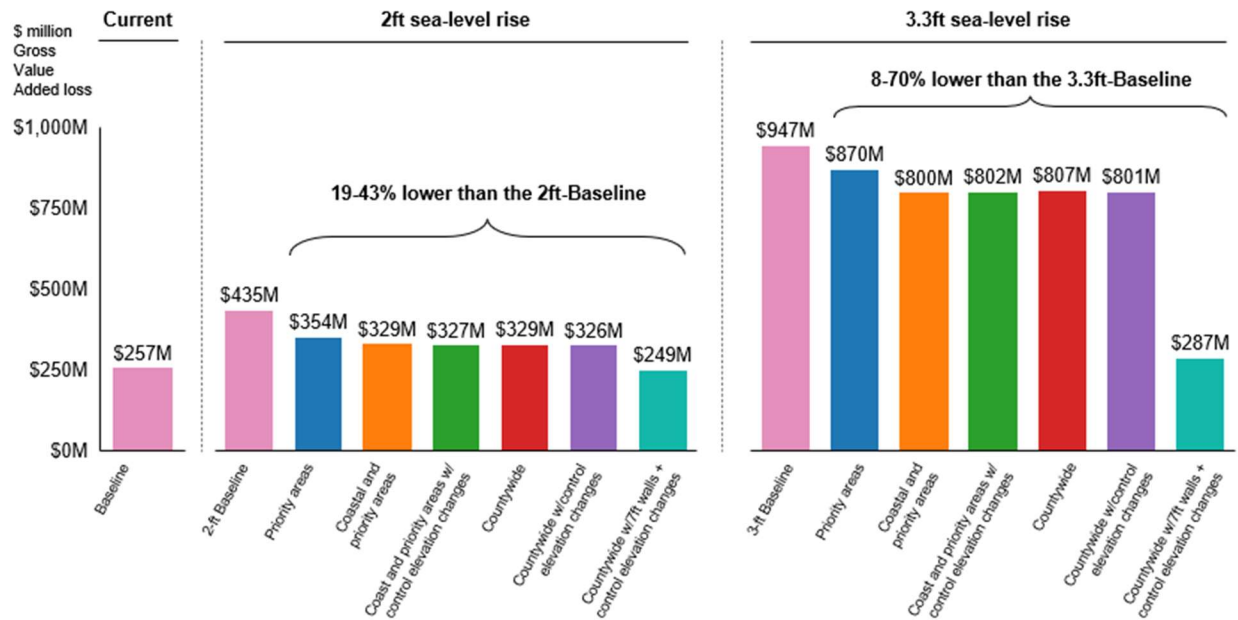 $ million
Gross
Value
Added loss
Current
2ft sea-level rise
3.3ft sea-level rise
19-43% lower than the 2ft-Baseline
8-70% lower than the 3.3ft-Baseline
$1,000M
$750M
$500M
$250M
$0M
$257M
$435M
$354M
$329M
$327M
$329M
$326M
$249M
$947M
$870M
$800M
$802M
$807M
$801M
$287M
Baseline
2-ft Baseline
Priority areas
Coastal and
priority areas
Coast and priority areas w/
control elevation changes
Countywide
Countywide w/control
elevation changes
Countywide w/7ft walls +
control elevation changes
3-ft Baseline
Priority areas
Coastal and
priority areas
Coast and priority areas w/
control elevation changes
Countywide
Countywide w/control
elevation changes
Countywide w/7ft walls +
control elevation changes